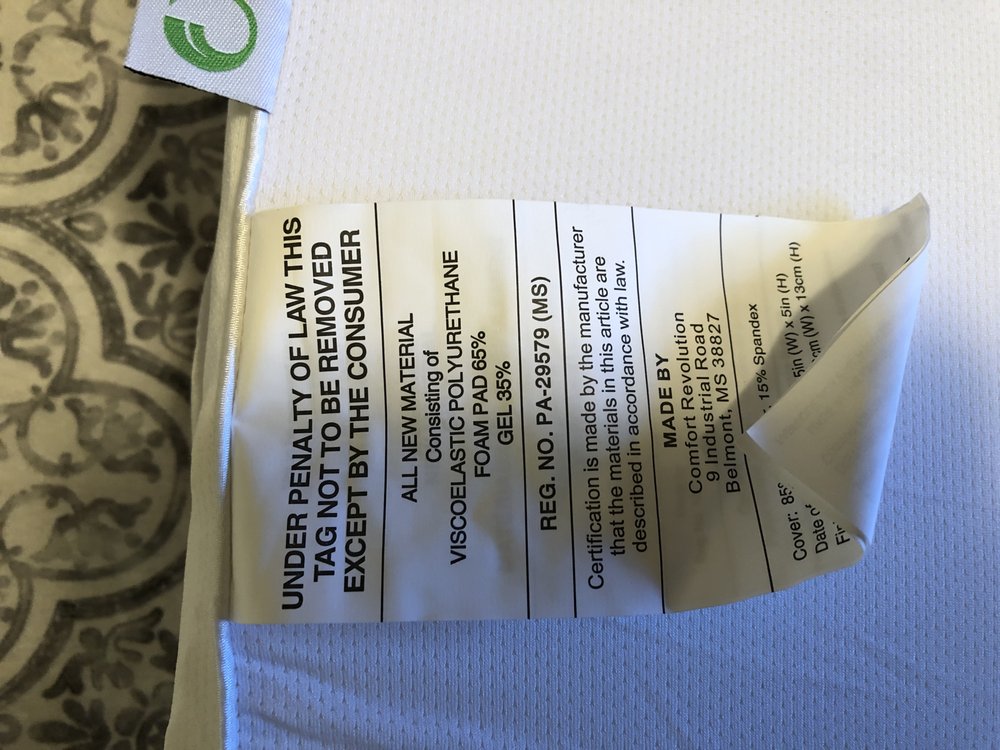 UNDER PENALTY OF LAW THIS
TAG NOT TO BE REMOVED
EXCEPT BY THE CONSUMER
ALL NEW MATERIAL
Consisting of
VISCOELASTIC POLYURETHANE
FOAM PAD 65%
GEL 35%
REG. NO. PA-29579 (MS)
Certification is made by the manufacturer
that the materials in this article are
described in accordance with law.
MADE BY
Comfort Revolution
9 Industrial Road
Belmont, MS 38827
Cover: 15% Spandex
Date 5in (W) x 5in (H)
(W) x 13cm (H)